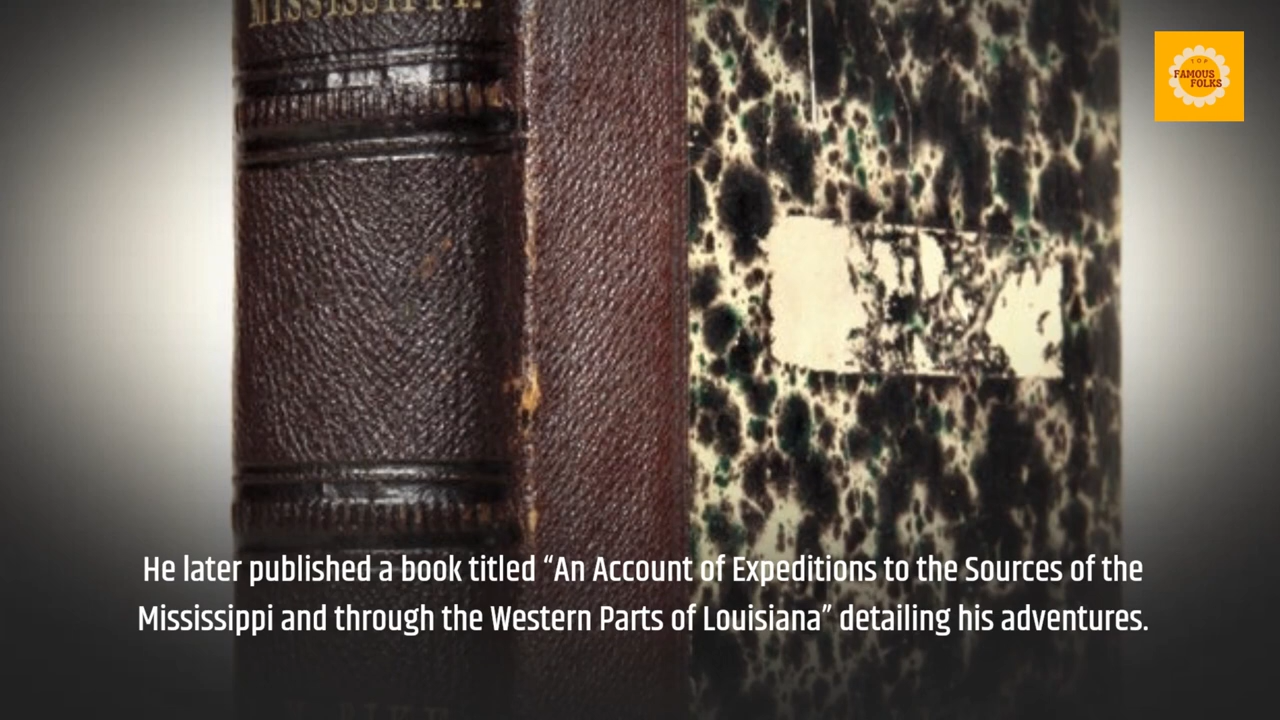 MISSISSIPPI.
TOP
FAMOUS
FOLKS
He later published a book titled “An Account of Expeditions to the Sources of the
Mississippi and through the Western Parts of Louisiana” detailing his adventures.